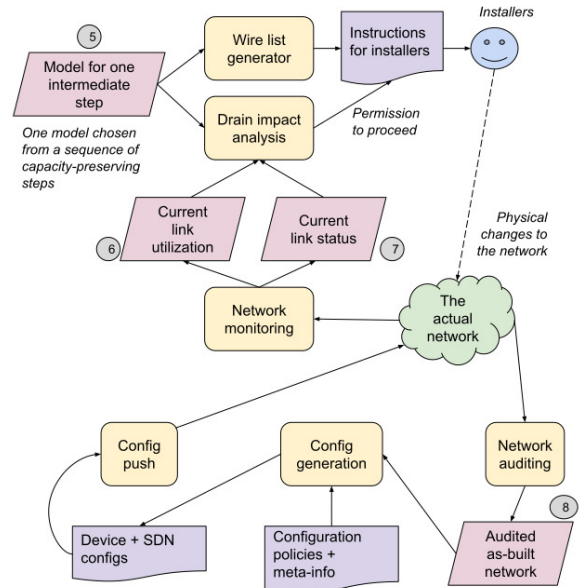 5
Model for one
intermediate
step
One model chosen
from a sequence of
capacity-preserving
steps
Wire list
generator
Instructions
for installers
Installers
Drain impact
analysis
Permission
to proceed
6
Current
link
utilization
Current
link status
7
Physical
changes to
the network
Network
monitoring
The
actual
network
Config
push
Config
generation
Network
auditing
8
Device + SDN
configs
Configuration
policies +
meta-info
Audited
as-built
network